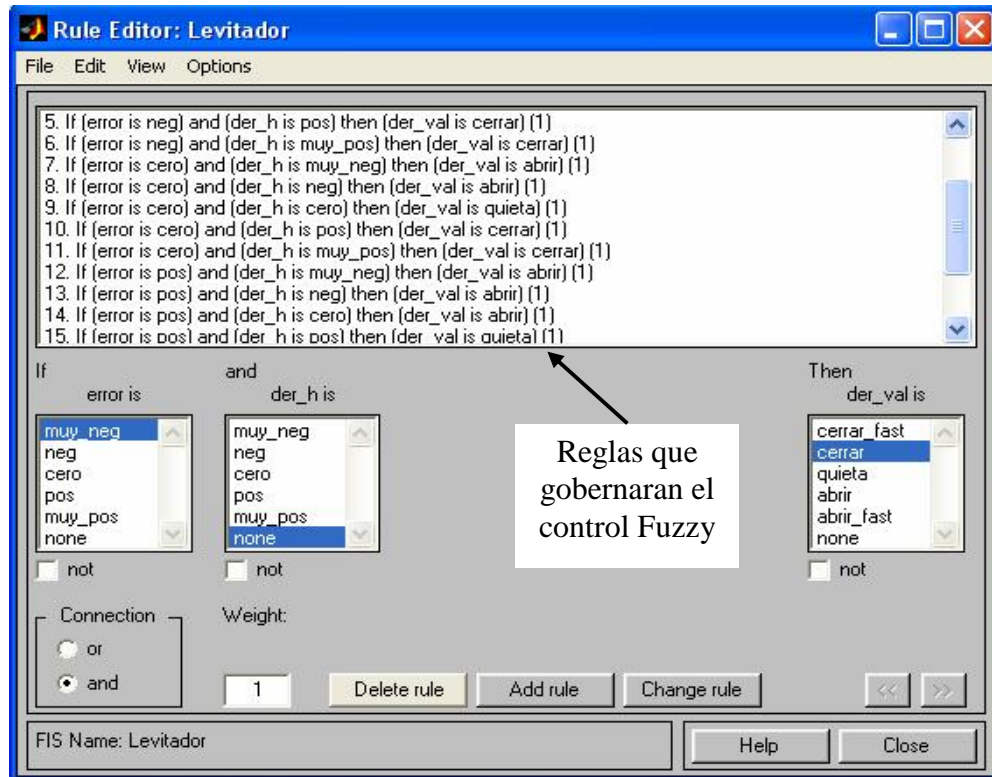 Rule Editor: Levitador
File Edit View Options
5. If (error is neg) and (der_h is pos) then (der_val is cerrar) (1)
6. If (error is neg) and (der_h is muy_pos) then (der_val is cerrar) (1)
7. If (error is cero) and (der_h is muy_neg) then (der_val is abrir) (1)
8. If (error is cero) and (der_h is neg) then (der_val is abrir) (1)
9. If (error is cero) and (der_h is cero) then (der_val is quieta) (1)
10. If (error is cero) and (der_h is pos) then (der_val is cerrar) (1)
11. If (error is cero) and (der_h is muy_pos) then (der_val is cerrar) (1)
12. If (error is pos) and (der_h is muy_neg) then (der_val is abrir) (1)
13. If (error is pos) and (der_h is neg) then (der_val is abrir) (1)
14. If (error is pos) and (der_h is cero) then (der_val is abrir) (1)
15. If (error is pos) and (der_h is pos) then (der_val is quieta) (1)
If and Then
error is der_h is der_val is
muy_neg
neg
cero
pos
muy_pos
none
muy_neg
neg
cero
pos
muy_pos
none
Reglas que
gobernaran el
control Fuzzy
cerrar_fast
cerrar
quieta
abrir
abrir_fast
none
not not not
Connection
or
and
Weight:
1 Delete rule Add rule Change rule << >>
FIS Name: Levitador Help Close